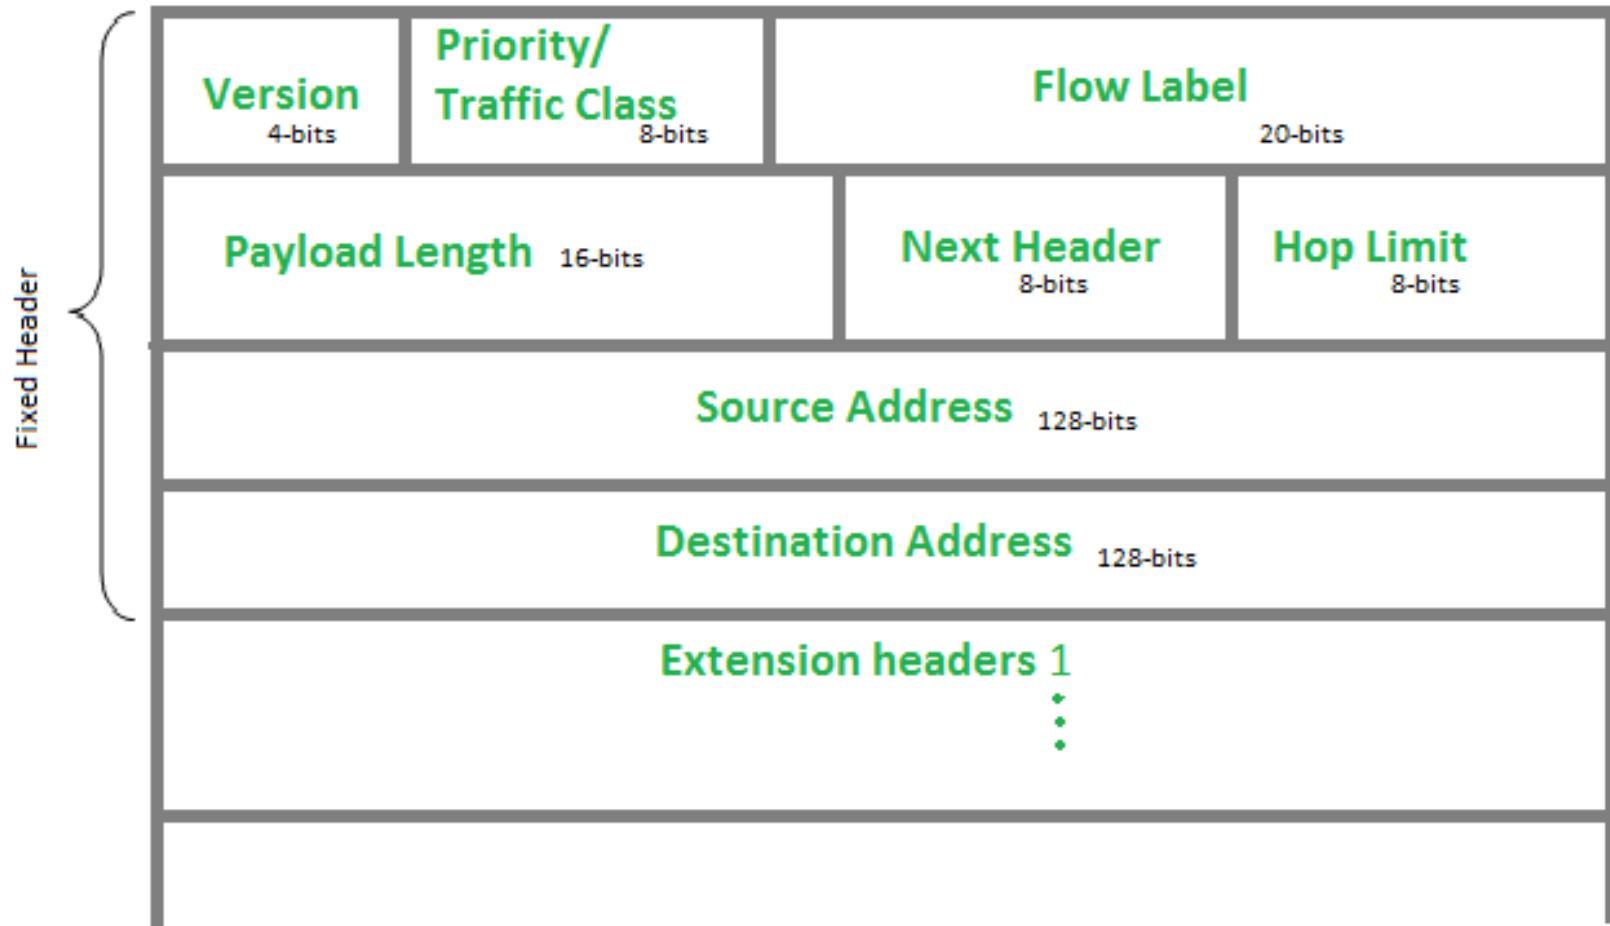 Priority/
Traffic Class
8-bits
Version
4-bits
Flow Label
20-bits
Payload Length 16-bits
Next Header
8-bits
Hop Limit
8-bits
Fixed Header
Source Address 128-bits
Destination Address 128-bits
Extension headers 1